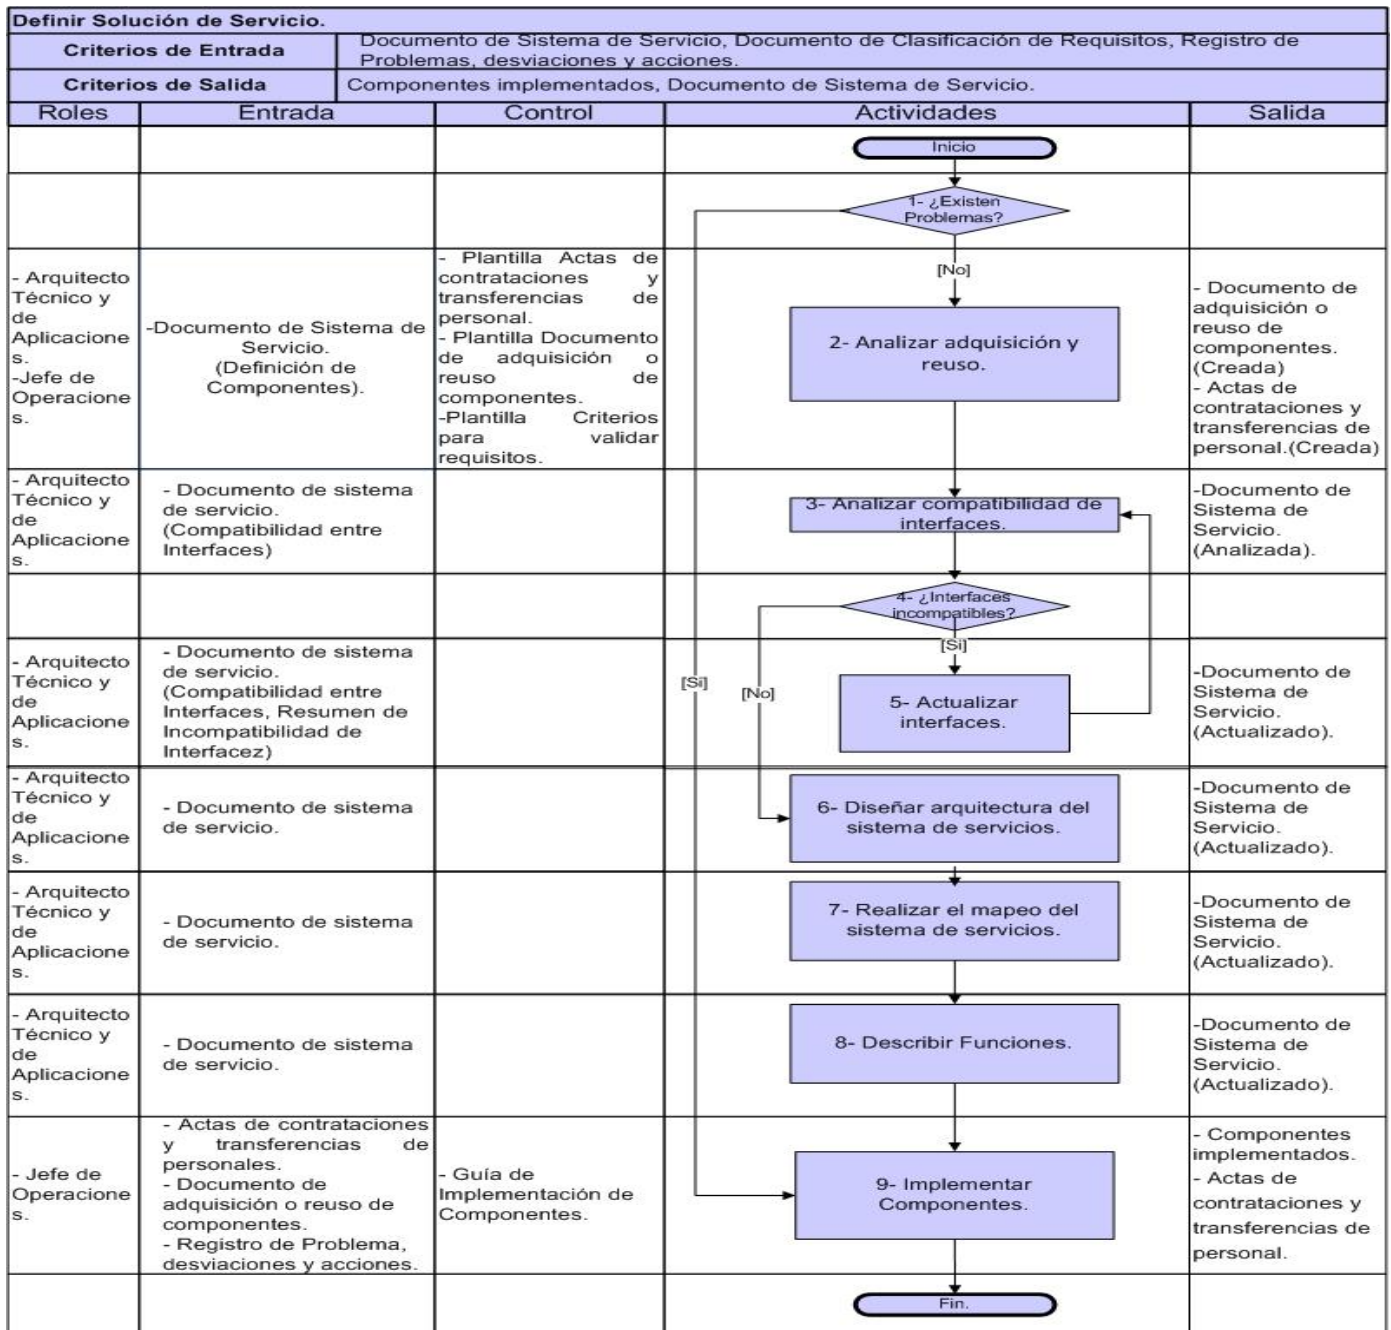 Definir Solución de Servicio.
Criterios de Entrada
Documento de Sistema de Servicio, Documento de Clasificación de Requisitos, Registro de
Problemas, desviaciones y acciones.
Criterios de Salida
Componentes implementados, Documento de Sistema de Servicio.
Roles
Entrada
Control
Actividades
Salida
Inicio
1- ¿Existen
Problemas?
- Arquitecto
Técnico y
de
Aplicacione
s.
-Jefe de
Operacione
s.
-Documento de Sistema de
Servicio.
(Definición de
Componentes).
- Plantilla Actas de
contrataciones y
transferencias de
personal.
- Plantilla Documento
de adquisición o
reuso de
componentes.
-Plantilla Criterios
para validar
requisitos.
[No]
2- Analizar adquisición y
reuso.
- Documento de
adquisición o
reuso de
componentes.
(Creada)
- Actas de
contrataciones y
transferencias de
personal.(Creada)
- Arquitecto
Técnico y
de
Aplicacione
s.
- Documento de sistema
de servicio.
(Compatibilidad entre
Interfaces)
3- Analizar compatibilidad de
interfaces.
-Documento de
Sistema de
Servicio.
(Analizada).
4- ¿Interfaces
incompatibles?
- Arquitecto
Técnico y
de
Aplicacione
s.
- Documento de sistema
de servicio.
(Compatibilidad entre
Interfaces, Resumen de
Incompatibilidad de
Interfacez)
[Si]
[No]
[Si]
5- Actualizar
interfaces.
-Documento de
Sistema de
Servicio.
(Actualizado).
- Arquitecto
Técnico y
de
Aplicacione
s.
- Documento de sistema
de servicio.
6- Diseñar arquitectura del
sistema de servicios.
-Documento de
Sistema de
Servicio.
(Actualizado).
- Arquitecto
Técnico y
de
Aplicacione
s.
- Documento de sistema
de servicio.
7- Realizar el mapeo del
sistema de servicios.
-Documento de
Sistema de
Servicio.
(Actualizado).
- Arquitecto
Técnico y
de
Aplicacione
s.
- Documento de sistema
de servicio.
8- Describir Funciones.
-Documento de
Sistema de
Servicio.
(Actualizado).
- Jefe de
Operacione
s.
- Actas de contrataciones
y transferencias de
personales.
- Documento de
adquisición o reuso de
componentes.
- Registro de Problema,
desviaciones y acciones.
- Guía de
Implementación de
Componentes.
9- Implementar
Componentes.
- Componentes
implementados.
- Actas de
contrataciones y
transferencias de
personal.
Fin.